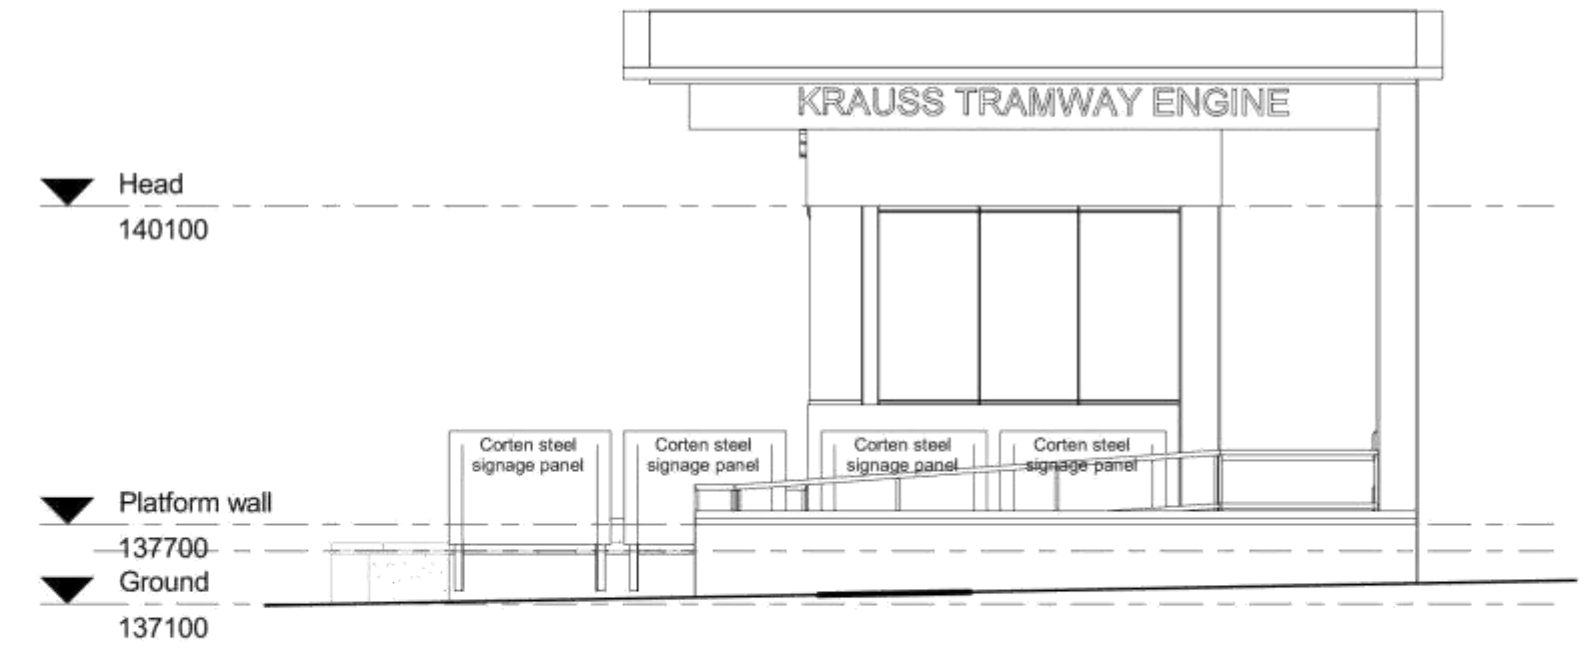 KRAUSS TRAMWAY ENGINE
Head
140100
Corten steel
signage panel
Corten steel
signage panel
Corten steel
signage panel
Corten steel
signage panel
Platform wall
137700
Ground
137100